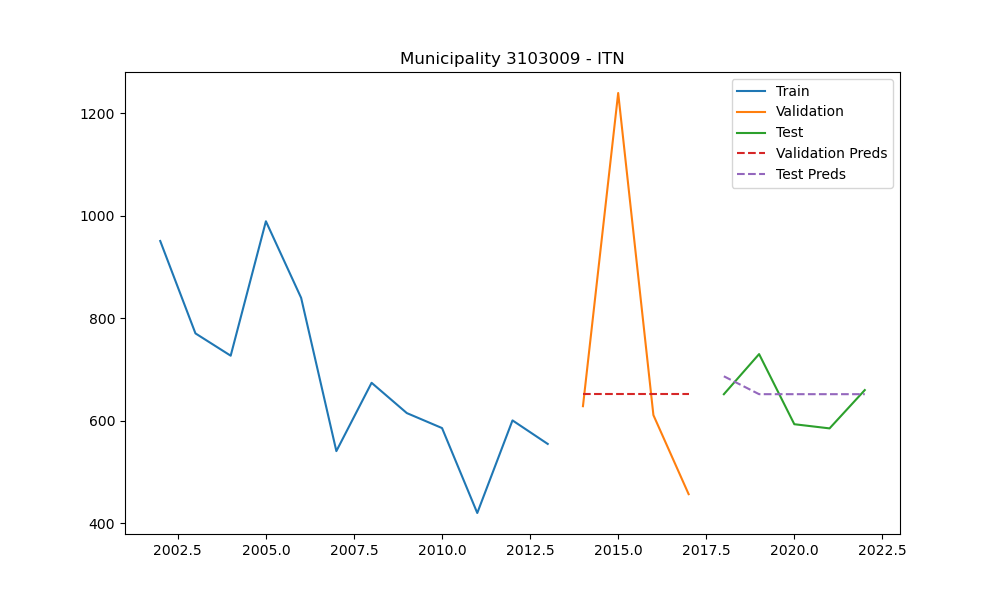 Municipality 3103009 - ITN
Train
Validation
Test
Validation Preds
Test Preds
1200
1000
800
600
400
2002.5 2005.0 2007.5 2010.0 2012.5 2015.0 2017.5 2020.0 2022.5